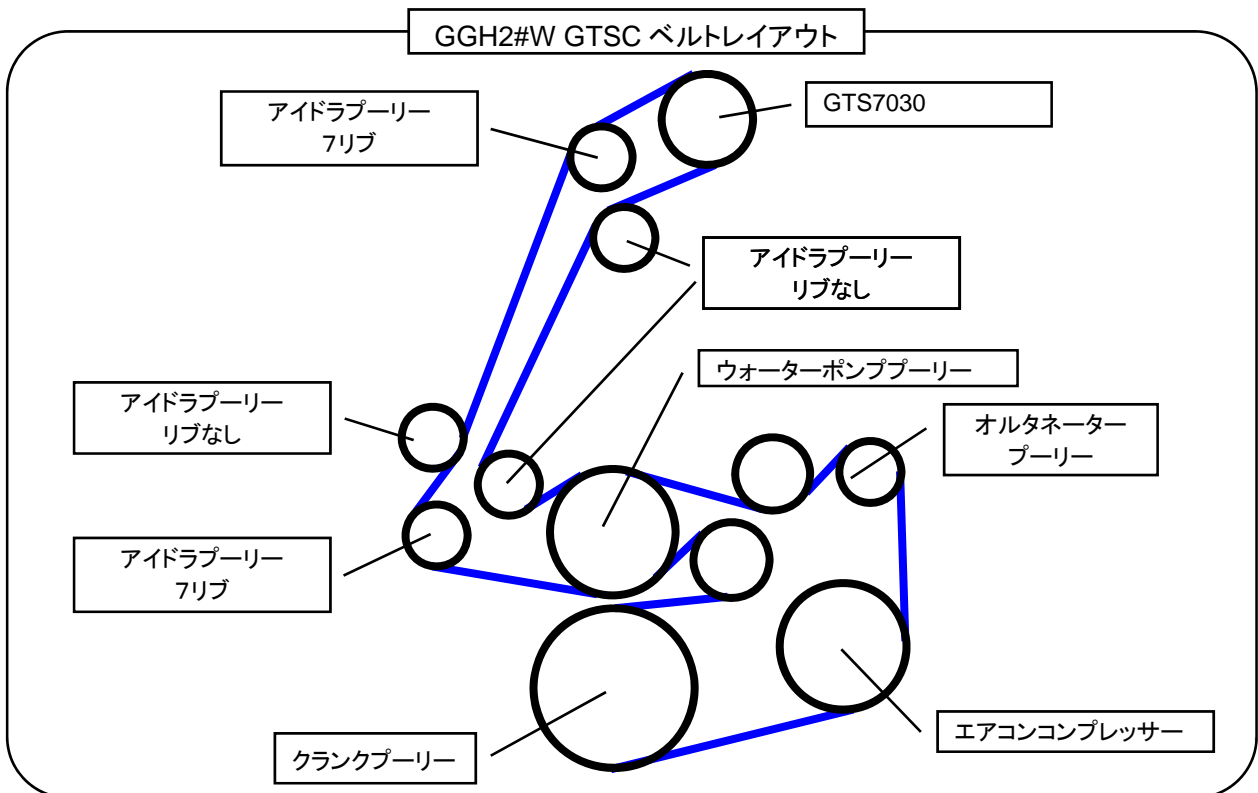 GGH2#W GTSC ベルトレイアウト
アイドラプーリー
7リブ
GTS7030
アイドラプーリー
リブなし
ウォーターポンププーリー
アイドラプーリー
リブなし
オルタネーター
プーリー
アイドラプーリー
7リブ
エアコンコンプレッサー
クランクプーリー